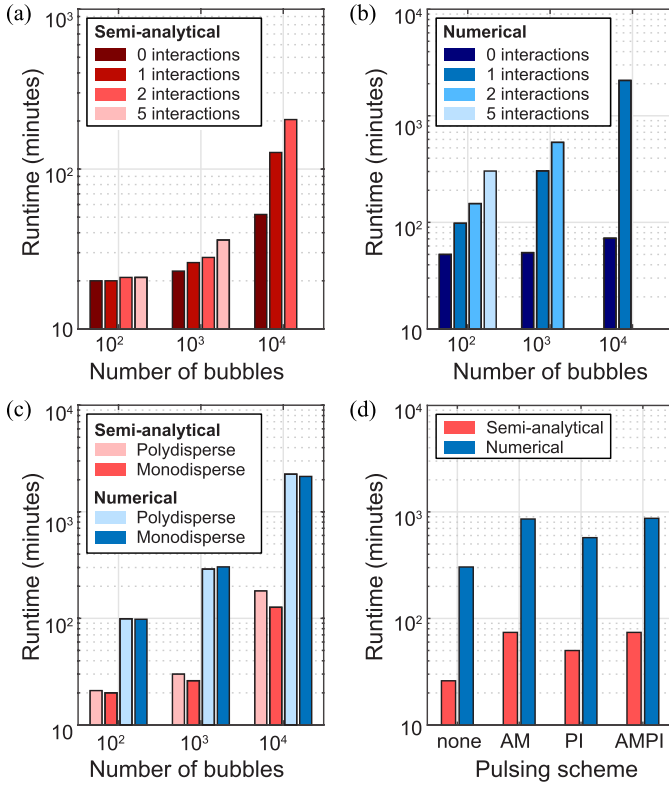 (a)
10³
Semi-analytical
0 interactions
1 interactions
2 interactions
5 interactions
10²
10
Runtime (minutes)
10² 10³ 10⁴
Number of bubbles
(b)
10⁴
Numerical
0 interactions
1 interactions
2 interactions
5 interactions
10³
10²
10
Runtime (minutes)
10² 10³ 10⁴
Number of bubbles
(c)
10⁴
Semi-analytical
Polydisperse
Monodisperse
Numerical
Polydisperse
Monodisperse
10³
10²
10
Runtime (minutes)
10² 10³ 10⁴
Number of bubbles
(d)
10⁴
Semi-analytical
Numerical
10³
10²
10
Runtime (minutes)
none AM PI AMPI
Pulsing scheme